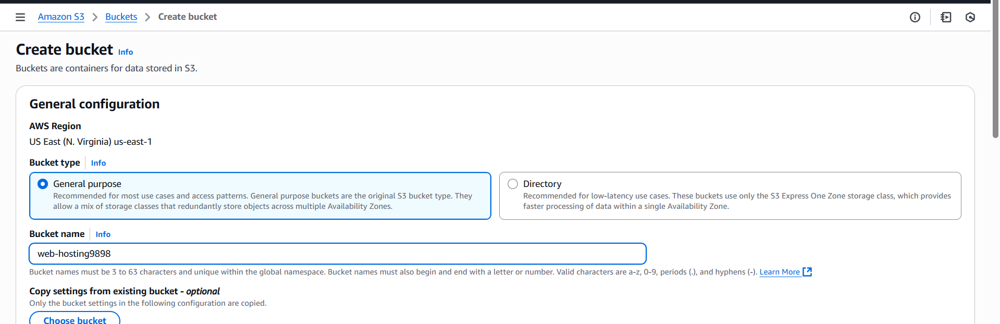 Amazon S3 > Buckets > Create bucket
Create bucket Info
Buckets are containers for data stored in S3.
General configuration
AWS Region
US East (N. Virginia) us-east-1
Bucket type Info
General purpose
Recommended for most use cases and access patterns. General purpose buckets are the original S3 bucket type. They
allow a mix of storage classes that redundantly store objects across multiple Availability Zones.
Directory
Recommended for low-latency use cases. These buckets use only the S3 Express One Zone storage class, which provides
faster processing of data within a single Availability Zone.
Bucket name Info
web-hosting9898
Bucket names must be 3 to 63 characters and unique within the global namespace. Bucket names must also begin and end with a letter or number. Valid characters are a-z, 0-9, periods (.), and hyphens (-). Learn More
Copy settings from existing bucket - optional
Only the bucket settings in the following configuration are copied.
Choose bucket